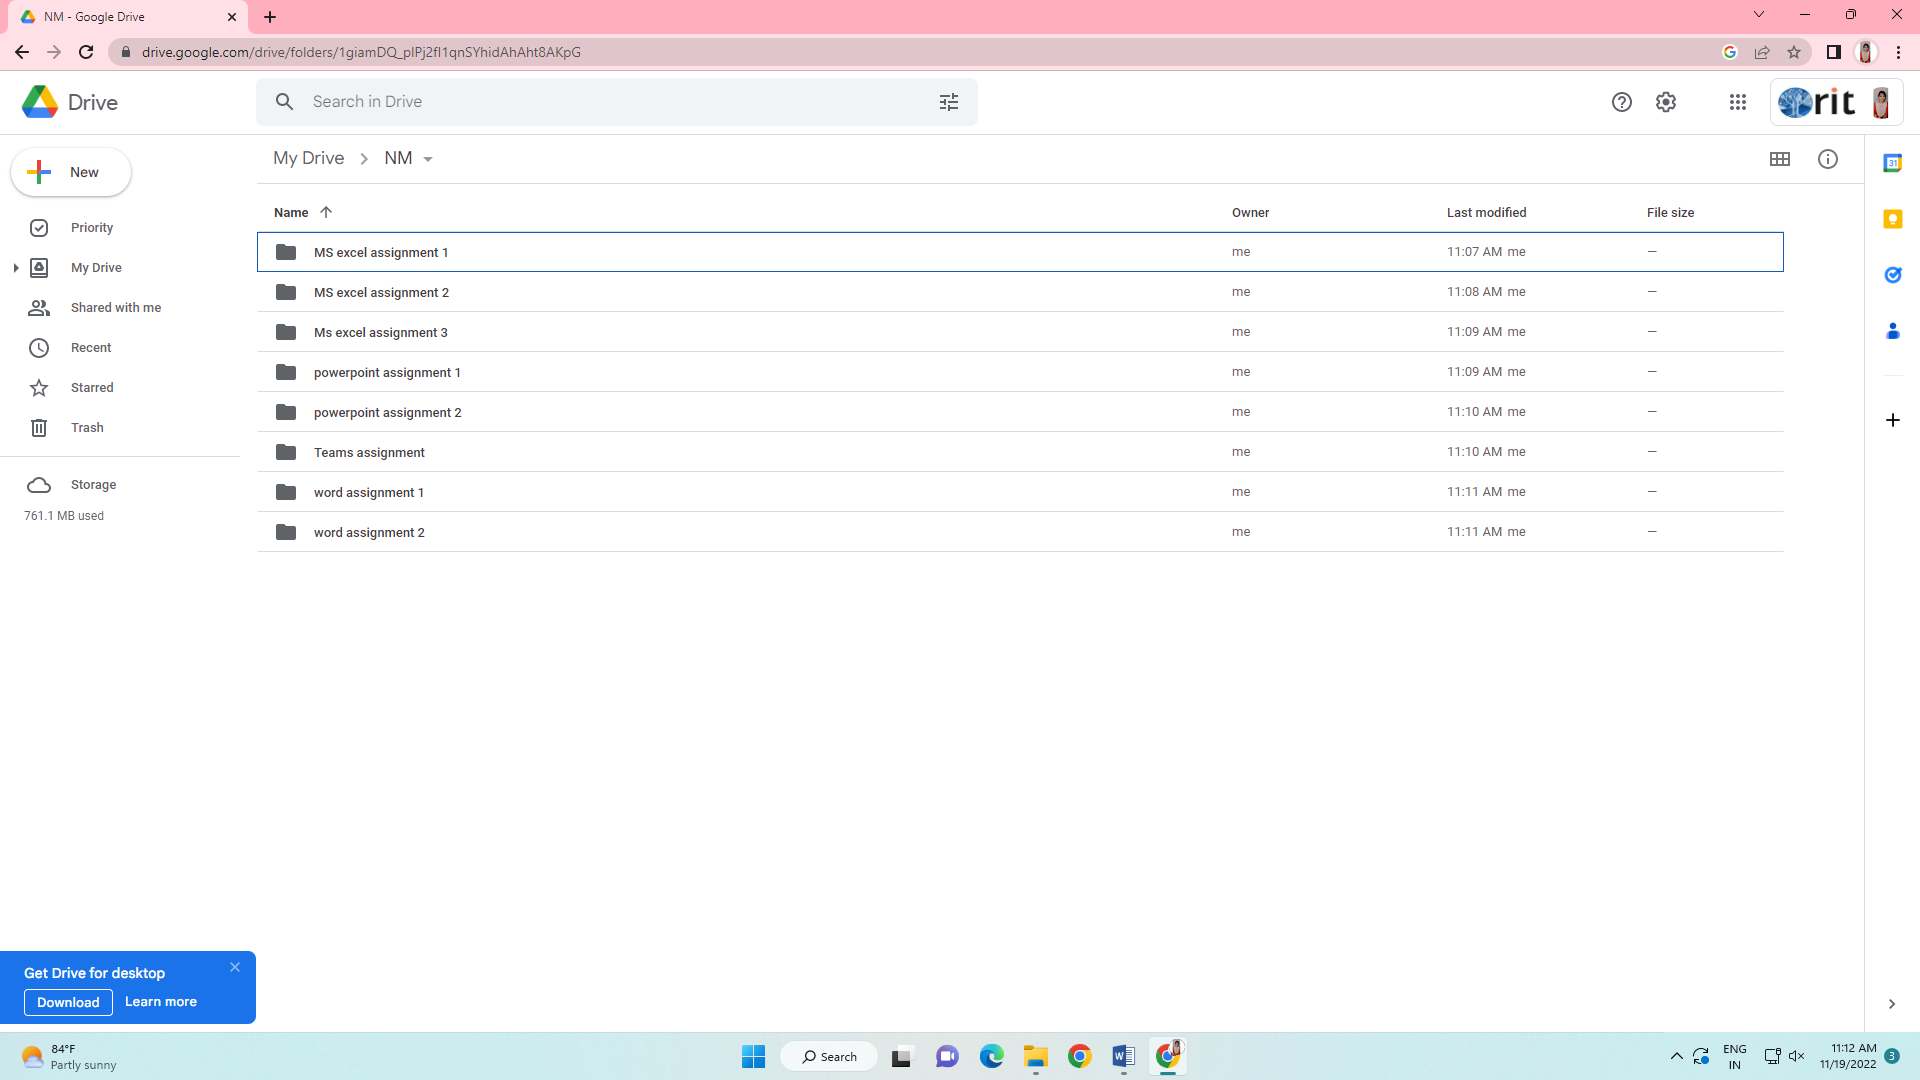 NM - Google Drive
drive.google.com/drive/folders/1giamDQ_plPj2fI1qnSYhidAhAht8AKpG
Drive
Search in Drive
rit
New
My Drive > NM
Name Owner Last modified File size
Priority
My Drive
Shared with me
Recent
Starred
Trash
Storage
761.1 MB used
MS excel assignment 1 me 11:07 AM me —
MS excel assignment 2 me 11:08 AM me —
Ms excel assignment 3 me 11:09 AM me —
powerpoint assignment 1 me 11:09 AM me —
powerpoint assignment 2 me 11:10 AM me —
Teams assignment me 11:10 AM me —
word assignment 1 me 11:11 AM me —
word assignment 2 me 11:11 AM me —
31
Get Drive for desktop
Download Learn more
84°F
Partly sunny
Search
ENG
IN
11:12 AM
11/19/2022
3